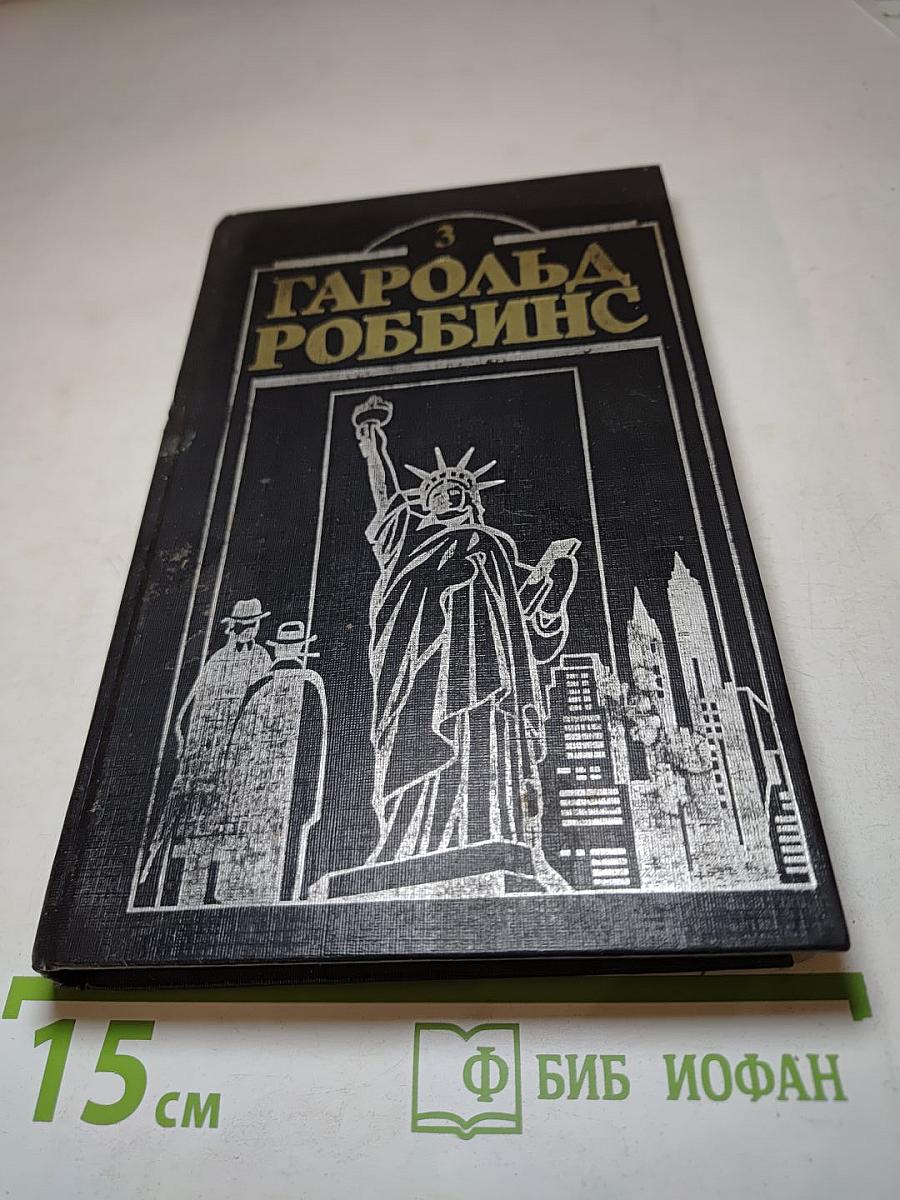 3
ГАРОЛЬД
РОББИНС
15 см
Ф БИБ ИОФАН